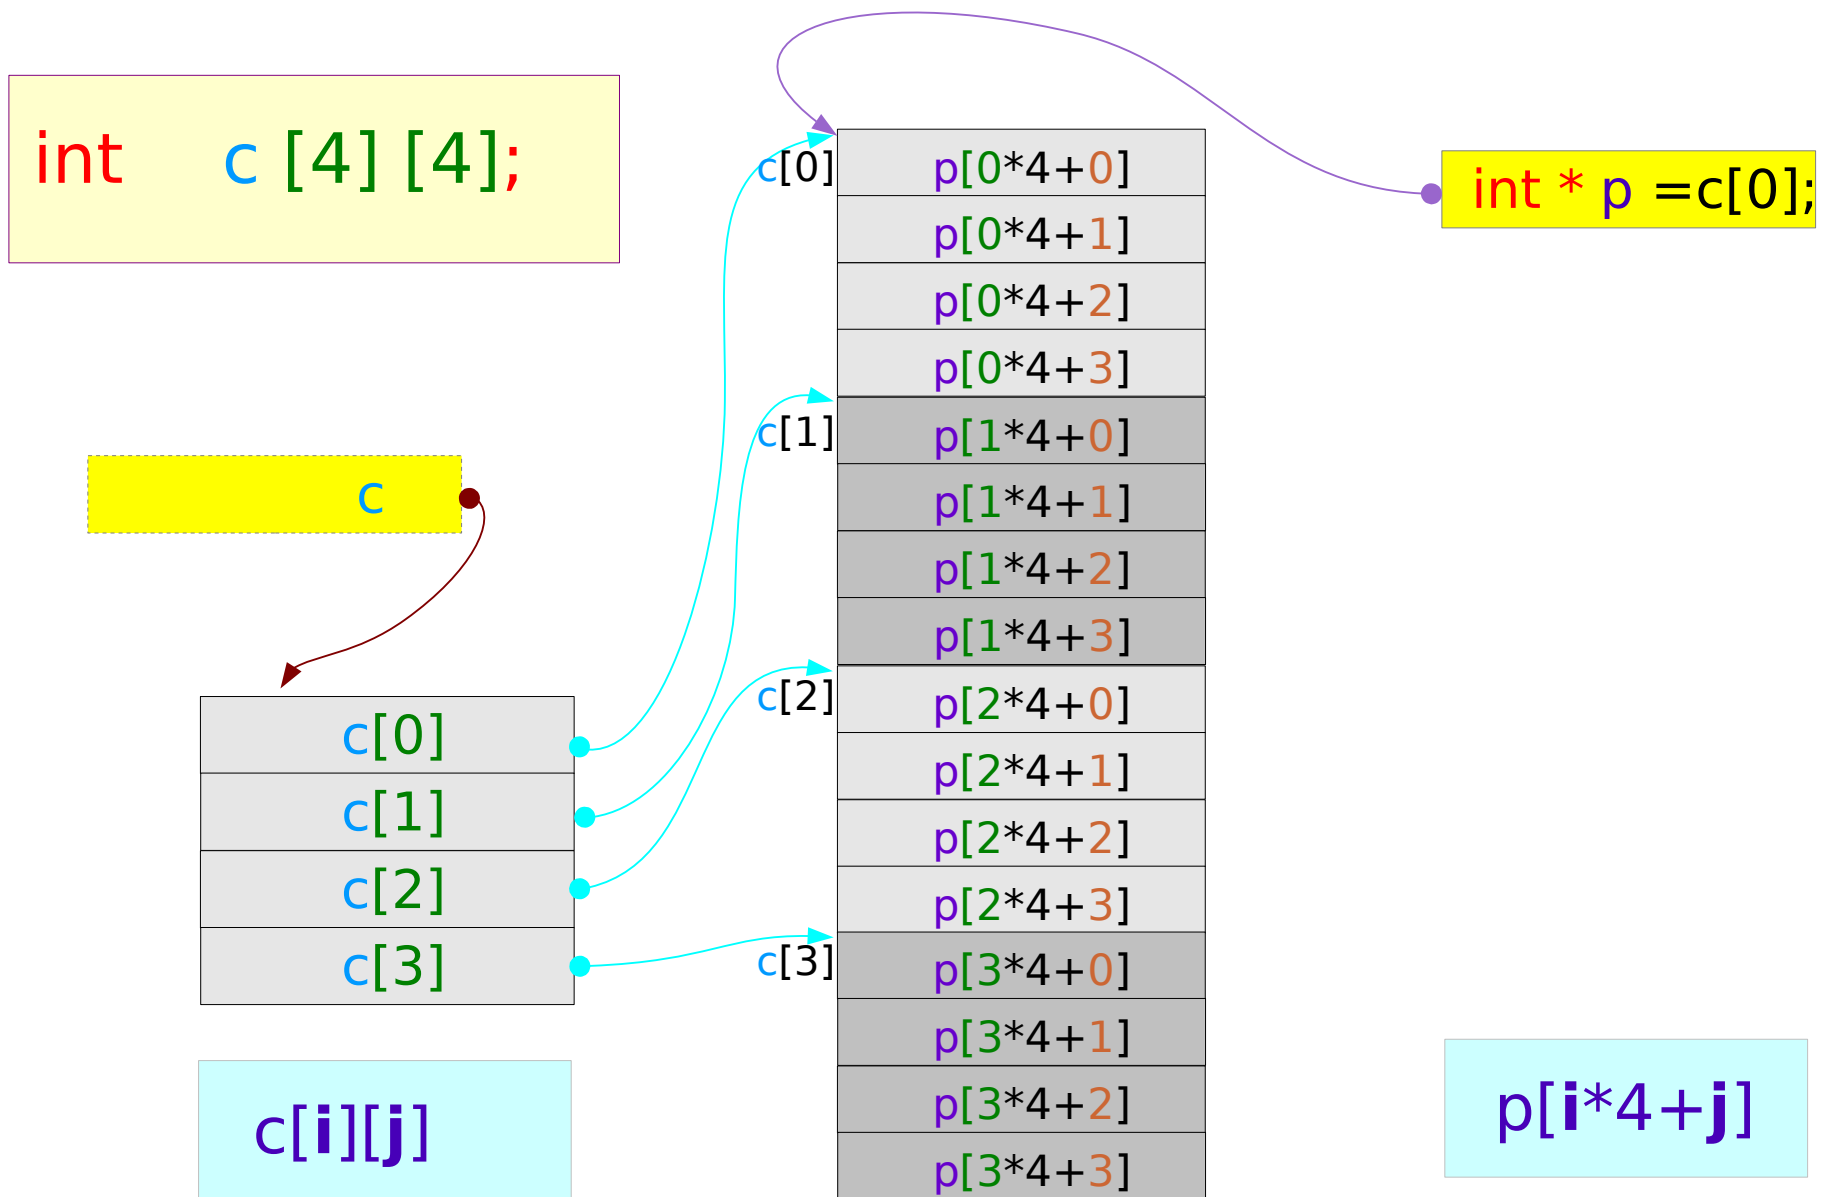 int c [4] [4];
int * p =c[0];
c
c[0]
c[1]
c[2]
c[3]
c[i][j]
c[0]
c[1]
c[2]
c[3]
p[0*4+0]
p[0*4+1]
p[0*4+2]
p[0*4+3]
p[1*4+0]
p[1*4+1]
p[1*4+2]
p[1*4+3]
p[2*4+0]
p[2*4+1]
p[2*4+2]
p[2*4+3]
p[3*4+0]
p[3*4+1]
p[3*4+2]
p[3*4+3]
p[i*4+j]